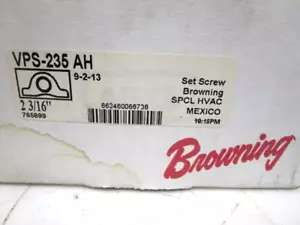 VPS-235 AH
9-2-13
2 3/16"
765899
662460068738
Set Screw
Browning
SPCL HVAC
MEXICO
10:15PM
Browning